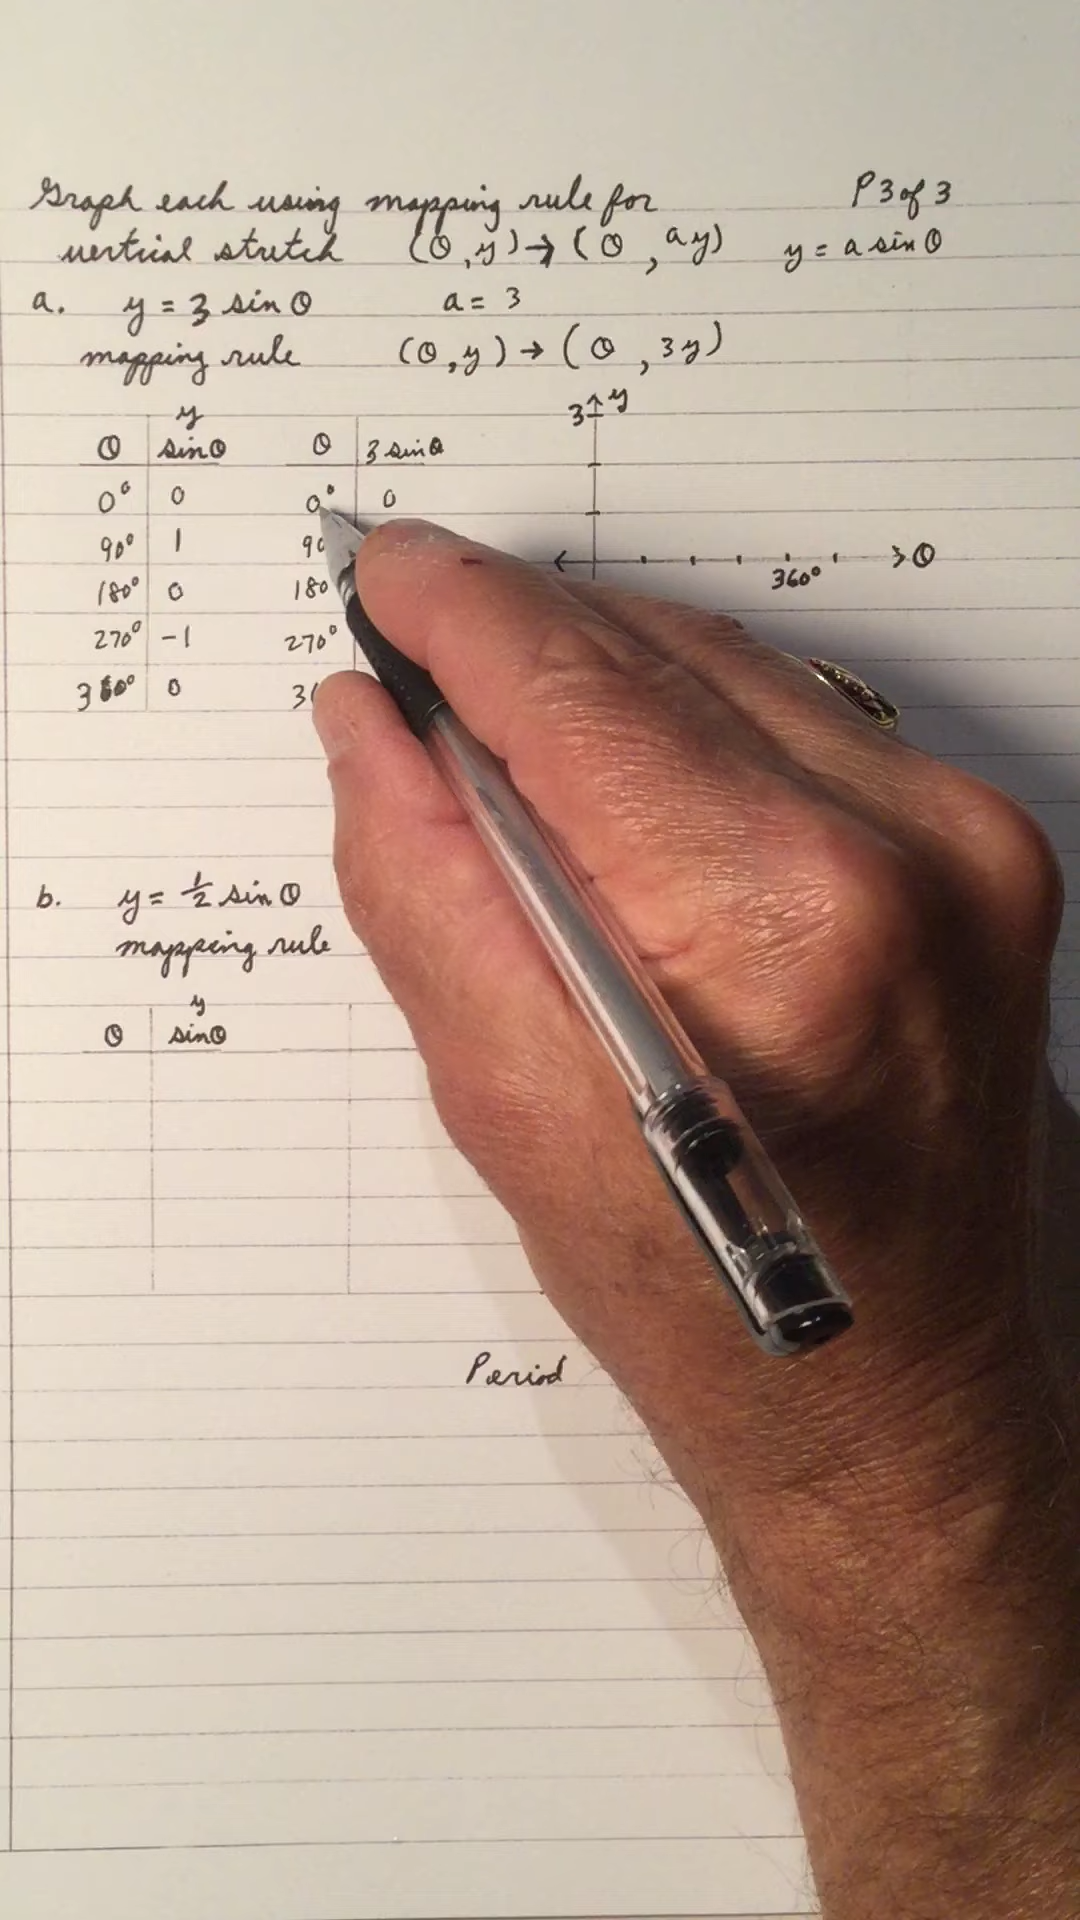 Graph each using mapping rule for P 3 of 3
vertical stretch (θ, y) → (θ, ay) y = a sin θ
a. y = 3 sin θ a = 3
mapping rule (θ, y) → (θ, 3y)
y 3 y
θ sin θ θ 3 sin θ
0° 0 0° 0
90° 1 90 θ
180° 0 180 360°
270° -1 270°
360° 0 3
b. y = ½ sin θ
mapping rule
y
θ sin θ
Period